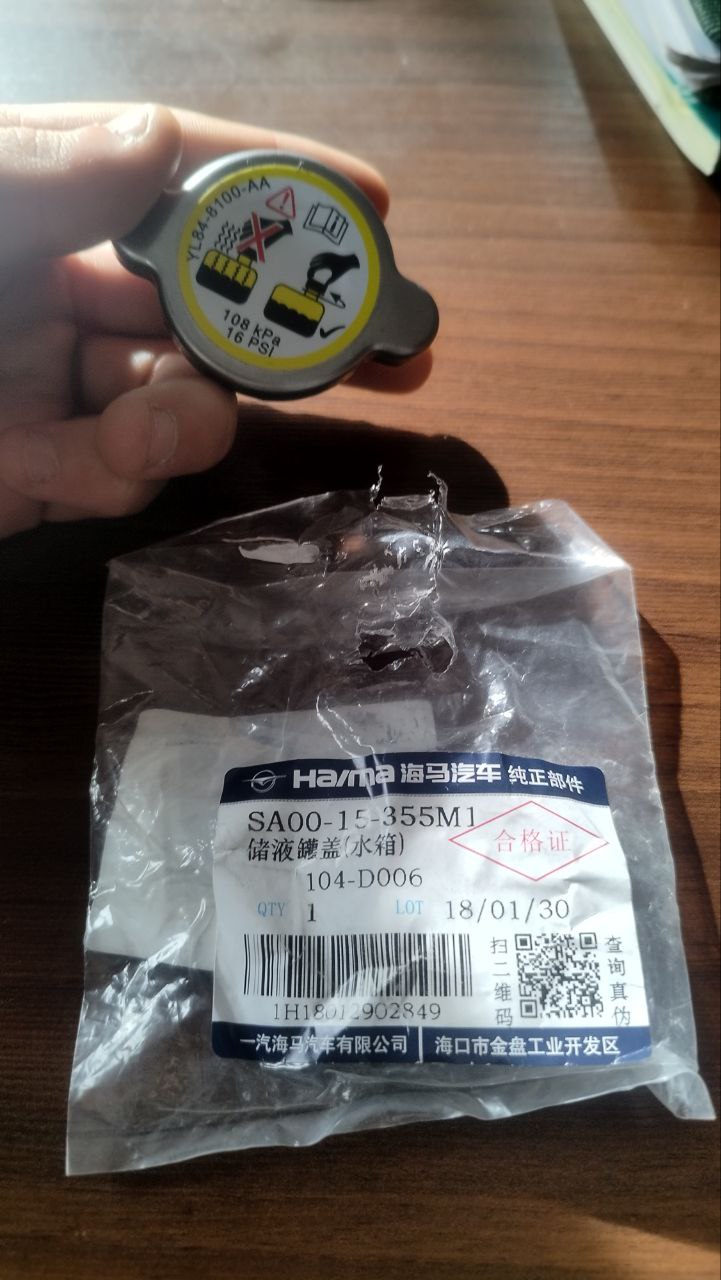 YL84-8100-AA
108 kPa
16 PSI
Haima 海马汽车 纯正部件
SA00-15-355M1
储液罐盖(水箱)
合格证
104-D006
QTY 1 LOT 18/01/30
扫二维码
查询真伪
1H18012902849
一汽海马汽车有限公司 海口市金盘工业开发区